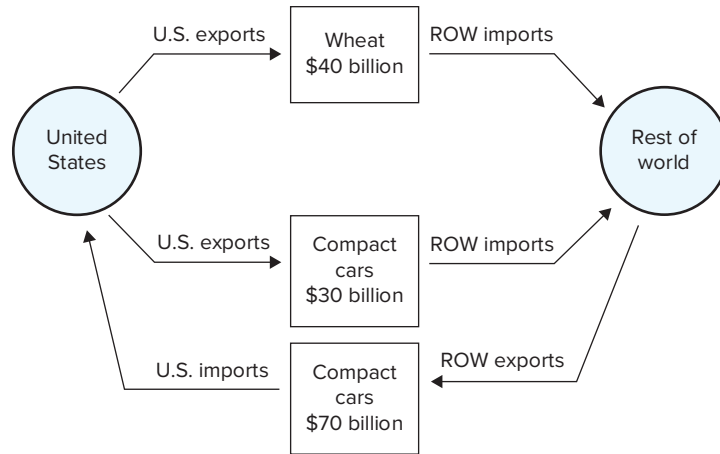 U.S. exports
Wheat
$40 billion
ROW imports
United
States
Rest of
world
U.S. exports
Compact
cars
$30 billion
ROW imports
U.S. imports
Compact
cars
$70 billion
ROW exports